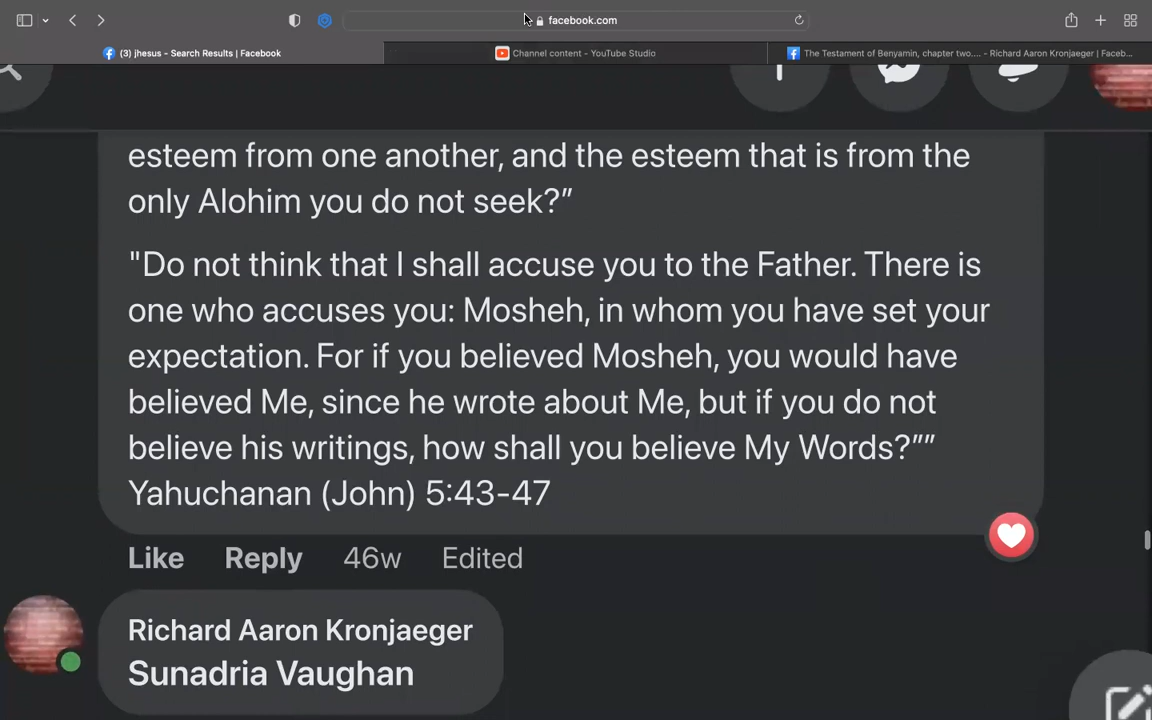 facebook.com
(3) jhesus - Search Results | Facebook
Channel content - YouTube Studio
The Testament of Benyamin, chapter two.... - Richard Aaron Kronjaeger | Faceb...
esteem from one another, and the esteem that is from the
only Alohim you do not seek?”
"Do not think that I shall accuse you to the Father. There is
one who accuses you: Mosheh, in whom you have set your
expectation. For if you believed Mosheh, you would have
believed Me, since he wrote about Me, but if you do not
believe his writings, how shall you believe My Words?””
Yahuchanan (John) 5:43-47
Like Reply 46w Edited
Richard Aaron Kronjaeger
Sunadria Vaughan